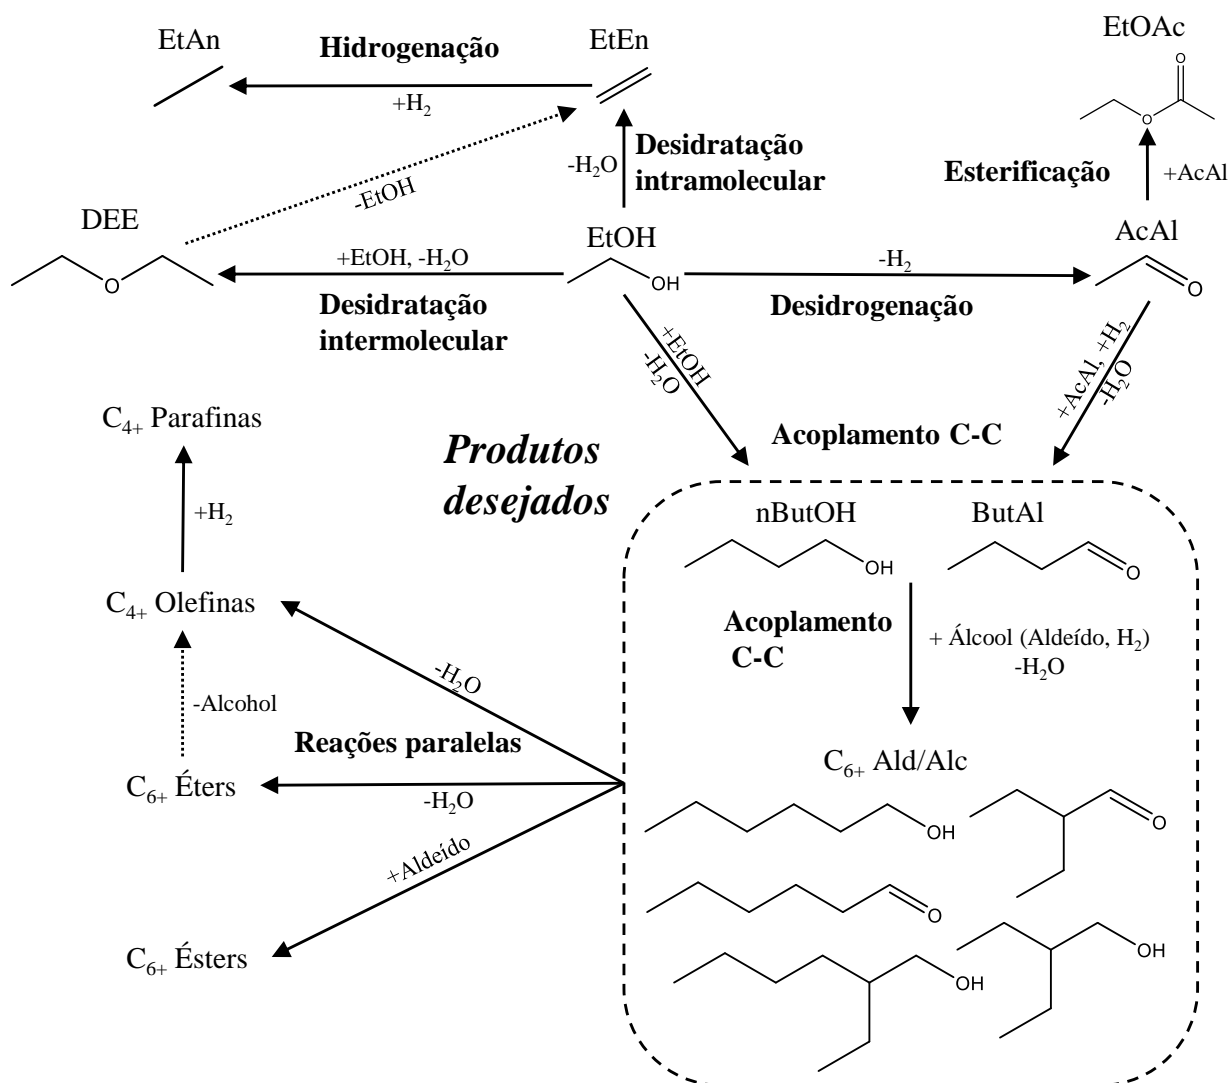 EtAn
Hidrogenação
+H2
EtEn
EtOAc
O
O
-H2O
Desidratação
intramolecular
Esterificação
+AcAl
-EtOH
DEE
O
+EtOH, -H2O
Desidratação
intermolecular
EtOH
OH
-H2
Desidrogenação
AcAl
O
+EtOH
-H2O
+AcAl, +H2
-H2O
Acoplamento C-C
C4+ Parafinas
+H2
C4+ Olefinas
-Alcohol
C6+ Éters
C6+ Ésters
Produtos
desejados
-H2O
Reações paralelas
-H2O
+Aldeído
nButOH
OH
ButAl
O
Acoplamento
C-C
+ Álcool (Aldeído, H2)
-H2O
C6+ Ald/Alc
OH
O
O
OH
OH